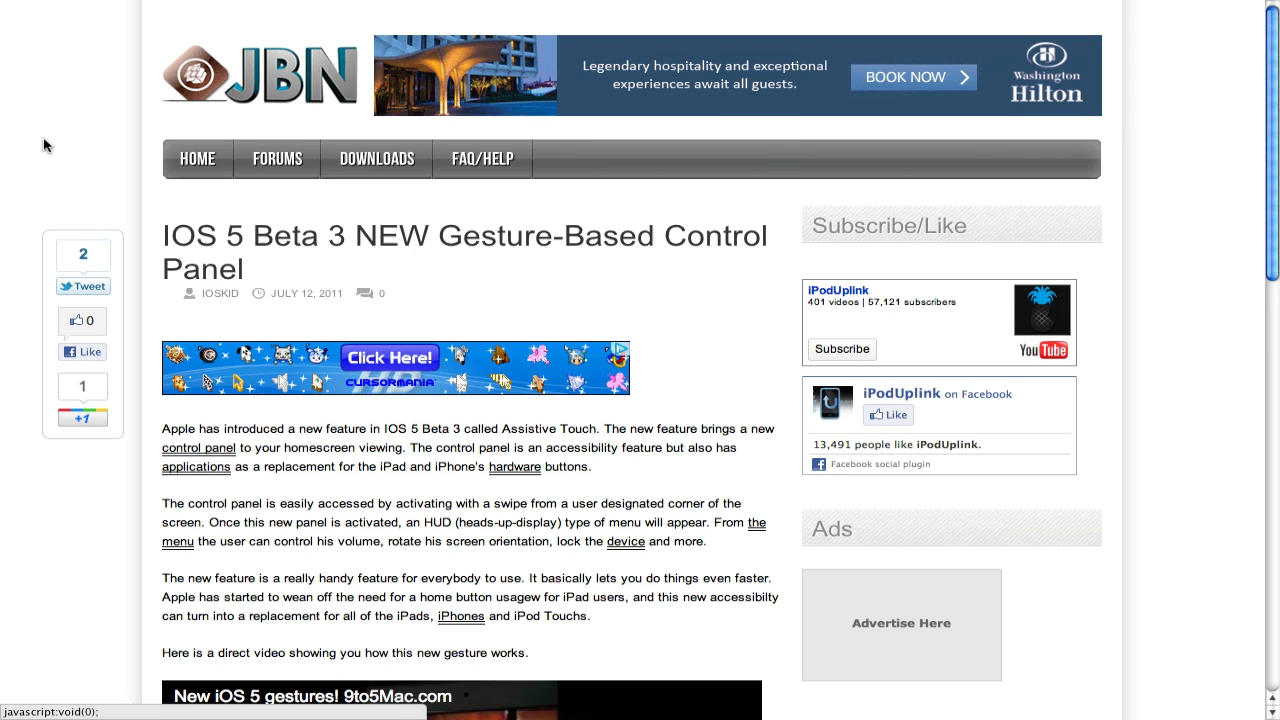 JBN
Legendary hospitality and exceptional
experiences await all guests.
BOOK NOW
Washington
Hilton
HOME
FORUMS
DOWNLOADS
FAQ/HELP
IOS 5 Beta 3 NEW Gesture-Based Control
Panel
IOSKID
JULY 12, 2011
0
2
Tweet
0
Like
1
+1
Click Here!
CURSORMANIA
Apple has introduced a new feature in IOS 5 Beta 3 called Assistive Touch. The new feature brings a new
control panel to your homescreen viewing. The control panel is an accessibility feature but also has
applications as a replacement for the iPad and iPhone's hardware buttons.
The control panel is easily accessed by activating with a swipe from a user designated corner of the
screen. Once this new panel is activated, an HUD (heads-up-display) type of menu will appear. From the
menu the user can control his volume, rotate his screen orientation, lock the device and more.
The new feature is a really handy feature for everybody to use. It basically lets you do things even faster.
Apple has started to wean off the need for a home button usagew for iPad users, and this new accessibilty
can turn into a replacement for all of the iPads, iPhones and iPod Touchs.
Here is a direct video showing you how this new gesture works.
New iOS 5 gestures! 9to5Mac.com
Subscribe/Like
iPodUplink
401 videos | 57,121 subscribers
Subscribe
YouTube
iPodUplink on Facebook
Like
13,491 people like iPodUplink.
Facebook social plugin
Ads
Advertise Here
javascript:void(0);